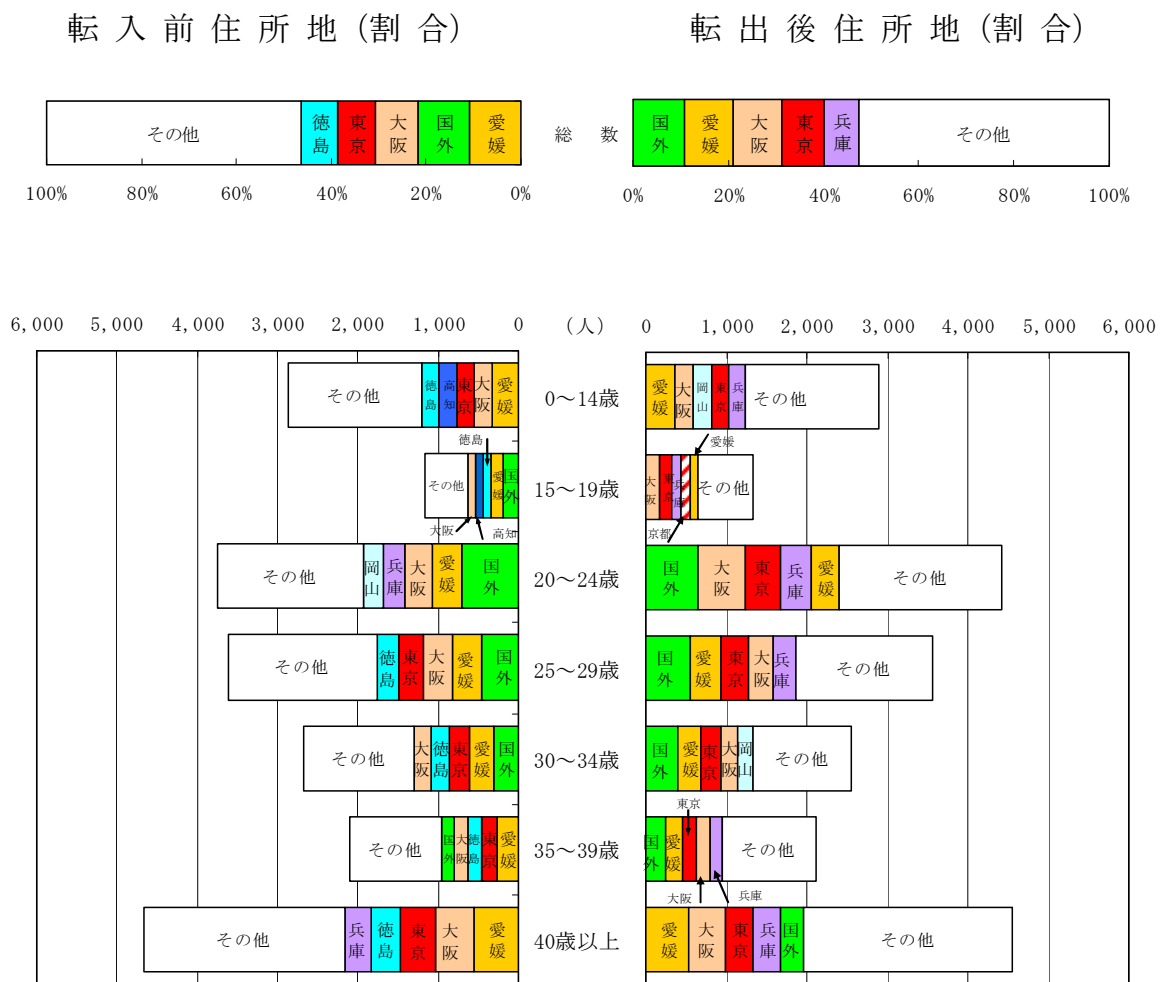 転入前住所地(割合) 転出後住所地(割合)
その他 徳島 東京 大阪 国外 愛媛 総数 国外 愛媛 大阪 東京 兵庫 その他
100% 80% 60% 40% 20% 0% 0% 20% 40% 60% 80% 100%
6,000 5,000 4,000 3,000 2,000 1,000 0 (人) 0 1,000 2,000 3,000 4,000 5,000 6,000
その他 徳島 高知 東京 大阪 愛媛 0～14歳 愛媛 大阪 岡山 東京 兵庫 その他
徳島 愛媛
その他 愛媛 国外 15～19歳 大阪 東京 兵庫 その他
大阪 高知 京都
その他 岡山 兵庫 大阪 愛媛 国外 20～24歳 国外 大阪 東京 兵庫 愛媛 その他
その他 徳島 東京 大阪 愛媛 国外 25～29歳 国外 愛媛 東京 大阪 兵庫 その他
その他 大阪 徳島 東京 愛媛 国外 30～34歳 国外 愛媛 東京 大阪 岡山 その他
東京
その他 国外 大阪 徳島 東京 愛媛 35～39歳 国外 愛媛 その他
大阪 兵庫
その他 兵庫 徳島 東京 大阪 愛媛 40歳以上 愛媛 大阪 東京 兵庫 国外 その他